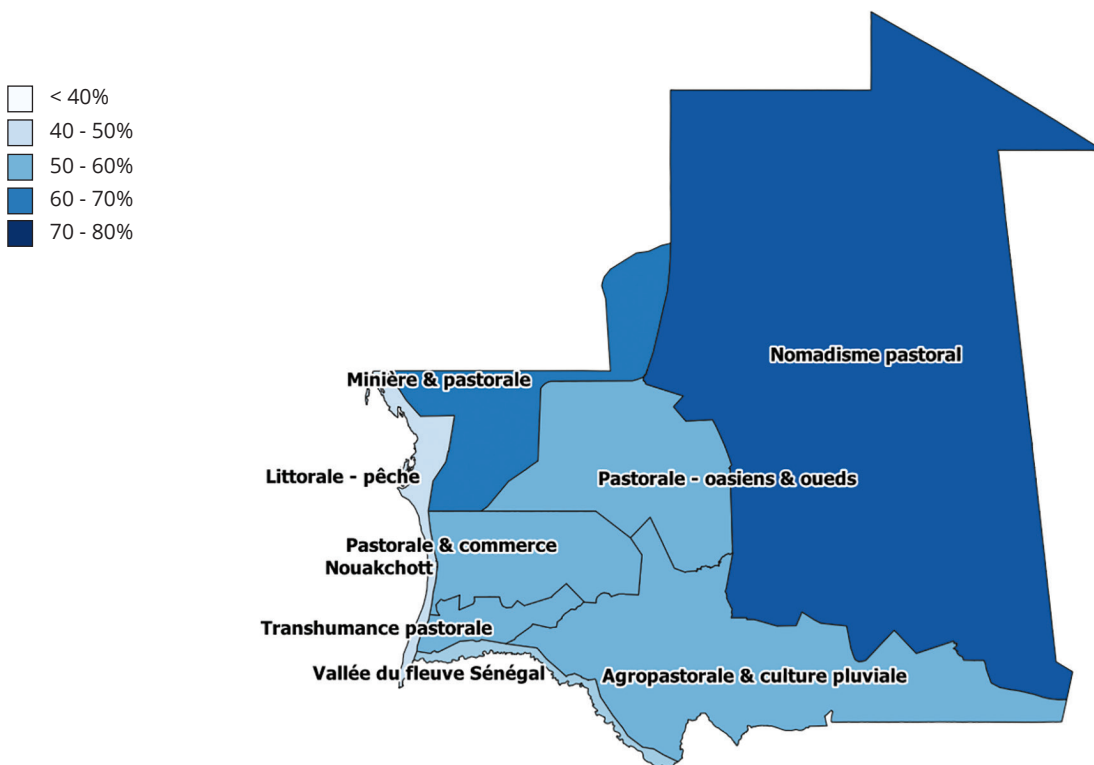 < 40%
40 - 50%
50 - 60%
60 - 70%
70 - 80%
Nomadisme pastoral
Minière & pastorale
Littorale - pêche
Pastorale - oasiens & oueds
Pastorale & commerce
Nouakchott
Transhumance pastorale
Vallée du fleuve Sénégal
Agropastorale & culture pluviale